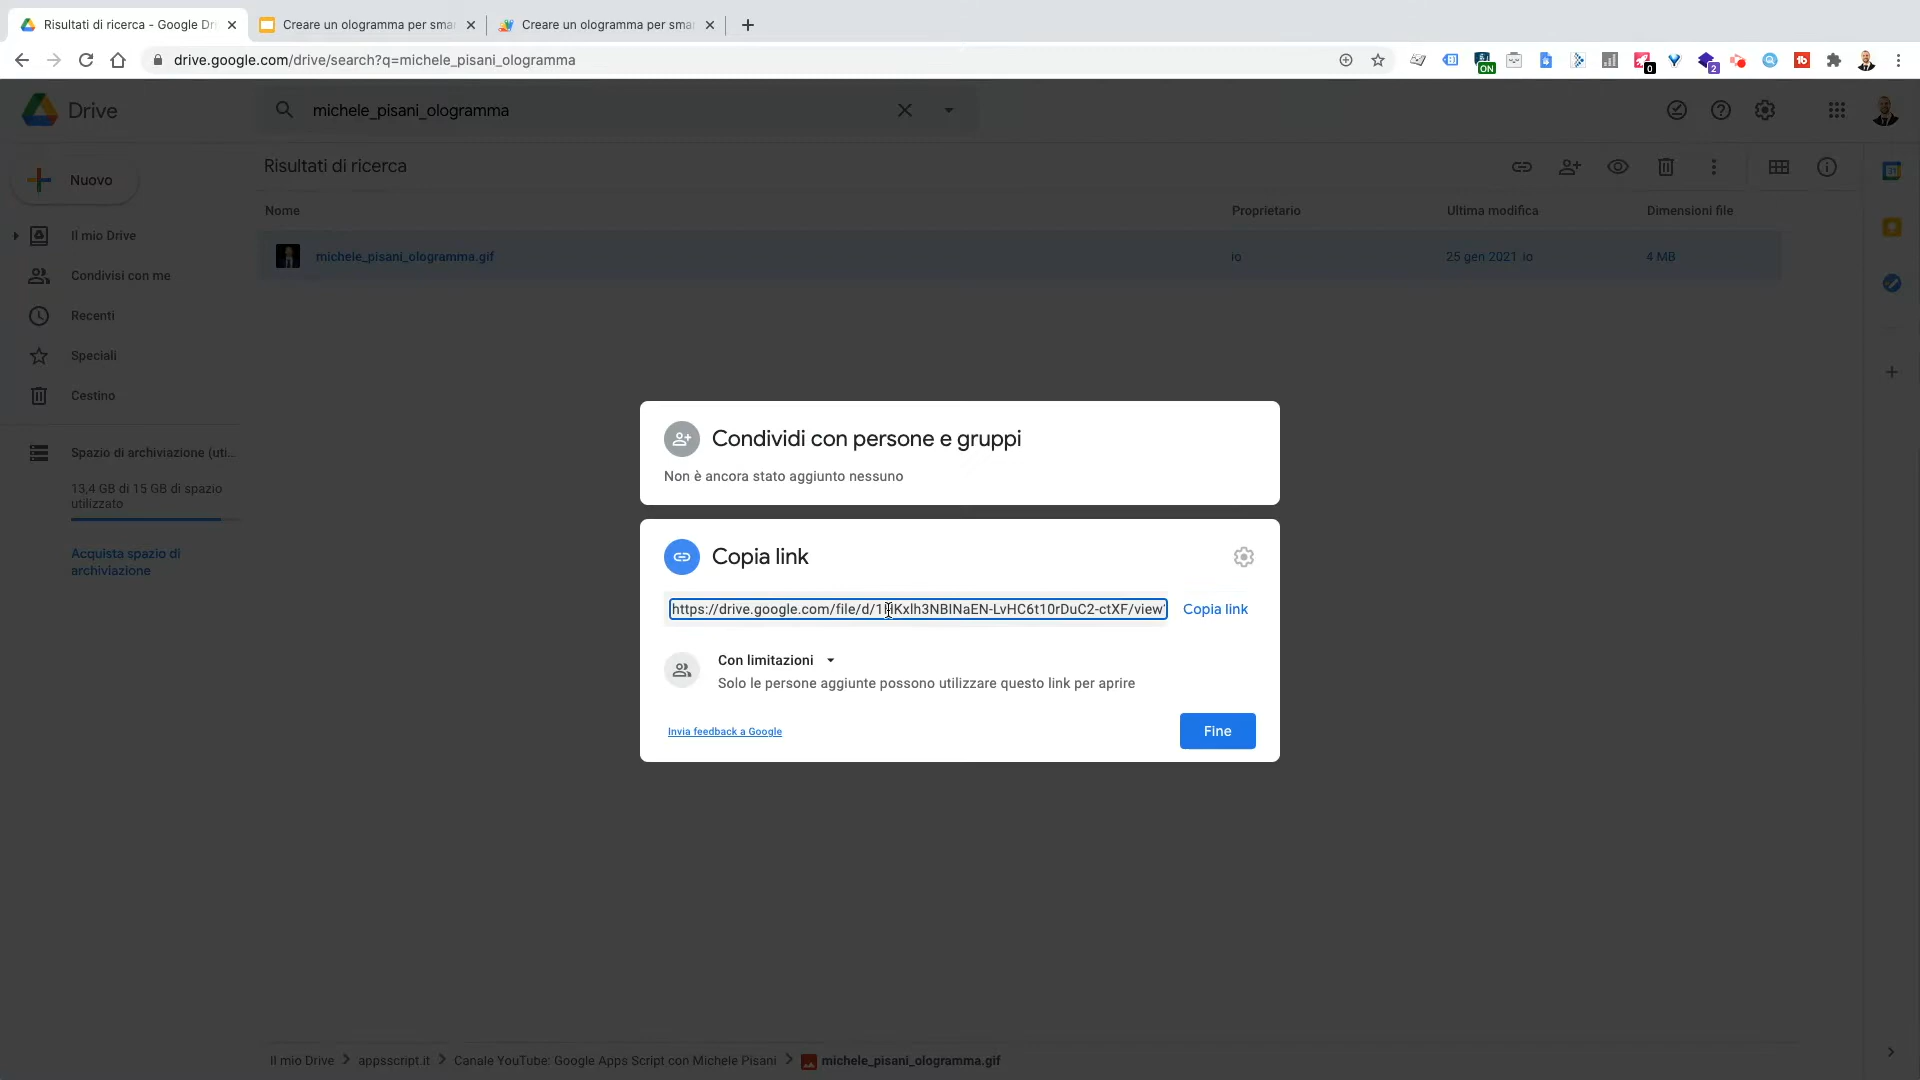 Risultati di ricerca - Google Dr
Creare un ologramma per sma
Creare un ologramma per sma
drive.google.com/drive/search?q=michele_pisani_ologramma
ON
0
2
Drive
michele_pisani_ologramma
Nuovo
Risultati di ricerca
Nome
Proprietario
Ultima modifica
Dimensioni file
michele_pisani_ologramma.gif
io
25 gen 2021 io
4 MB
Il mio Drive
Condivisi con me
Recenti
Speciali
Cestino
Spazio di archiviazione (uti...
13,4 GB di 15 GB di spazio
utilizzato
Acquista spazio di
archiviazione
Condividi con persone e gruppi
Non è ancora stato aggiunto nessuno
Copia link
Copia link
Con limitazioni
Solo le persone aggiunte possono utilizzare questo link per aprire
Invia feedback a Google
Fine
Il mio Drive > appsscript.it > Canale YouTube: Google Apps Script con Michele Pisani > michele_pisani_ologramma.gif